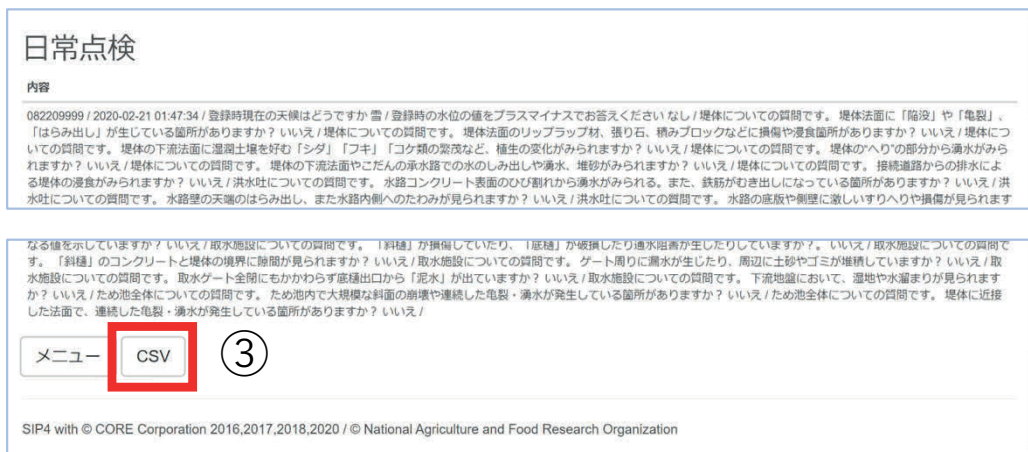 日常点検
内容
082209999 / 2020-02-21 01:47:34 / 登録時現在の天候はどうですか 雪 / 登録時の水位の値をプラスマイナスでお答えください なし / 堤体についての質問です。 堤体法面に「陥没」や「亀裂」、
「はらみ出し」が生じている箇所がありますか？ いいえ / 堤体についての質問です。 堤体法面のリップラップ材、張り石、積みブロックなどに損傷や浸食箇所がありますか？ いいえ / 堤体につ
いての質問です。 堤体の下流法面に湿潤土壌を好む「シダ」「フキ」「コケ類の繁茂など、植生の変化がみられますか？ いいえ / 堤体についての質問です。 堤体の"へり"の部分から湧水がみら
れますか？ いいえ / 堤体についての質問です。 堤体の下流法面やこだんの承水路での水のしみ出しや湧水、堆砂がみられますか？ いいえ / 堤体についての質問です。 接続道路からの排水によ
る堤体の浸食がみられますか？ いいえ / 洪水吐についての質問です。 水路コンクリート表面のひび割れから湧水がみられる。また、鉄筋がむき出しになっている箇所がありますか？ いいえ / 洪
水吐についての質問です。 水路壁の天端のはらみ出し、また水路内側へのたわみが見られますか？ いいえ / 洪水吐についての質問です。 水路の底版や側壁に激しいすりへりや損傷が見られます
なる値を示していますか？ いいえ / 取水施設についての質問です。 「斜樋」が損傷していたり、「底樋」が破損したり通水阻害が生じたりしていますか？。 いいえ / 取水施設についての質問で
す。 「斜樋」のコンクリートと堤体の境界に隙間が見られますか？ いいえ / 取水施設についての質問です。 ゲート周りに漏水が生じたり、周辺に土砂やゴミが堆積していますか？ いいえ / 取
水施設についての質問です。 取水ゲート全閉にもかかわらず底樋出口から「泥水」が出ていますか？ いいえ / 取水施設についての質問です。 下流地盤において、湿地や水溜まりが見られます
か？ いいえ / ため池全体についての質問です。 ため池内で大規模な斜面の崩壊や連続した亀裂・湧水が発生している箇所がありますか？ いいえ / ため池全体についての質問です。 堤体に近接
した法面で、連続した亀裂・湧水が発生している箇所がありますか？ いいえ /
メニュー CSV ③
SIP4 with © CORE Corporation 2016,2017,2018,2020 / © National Agriculture and Food Research Organization